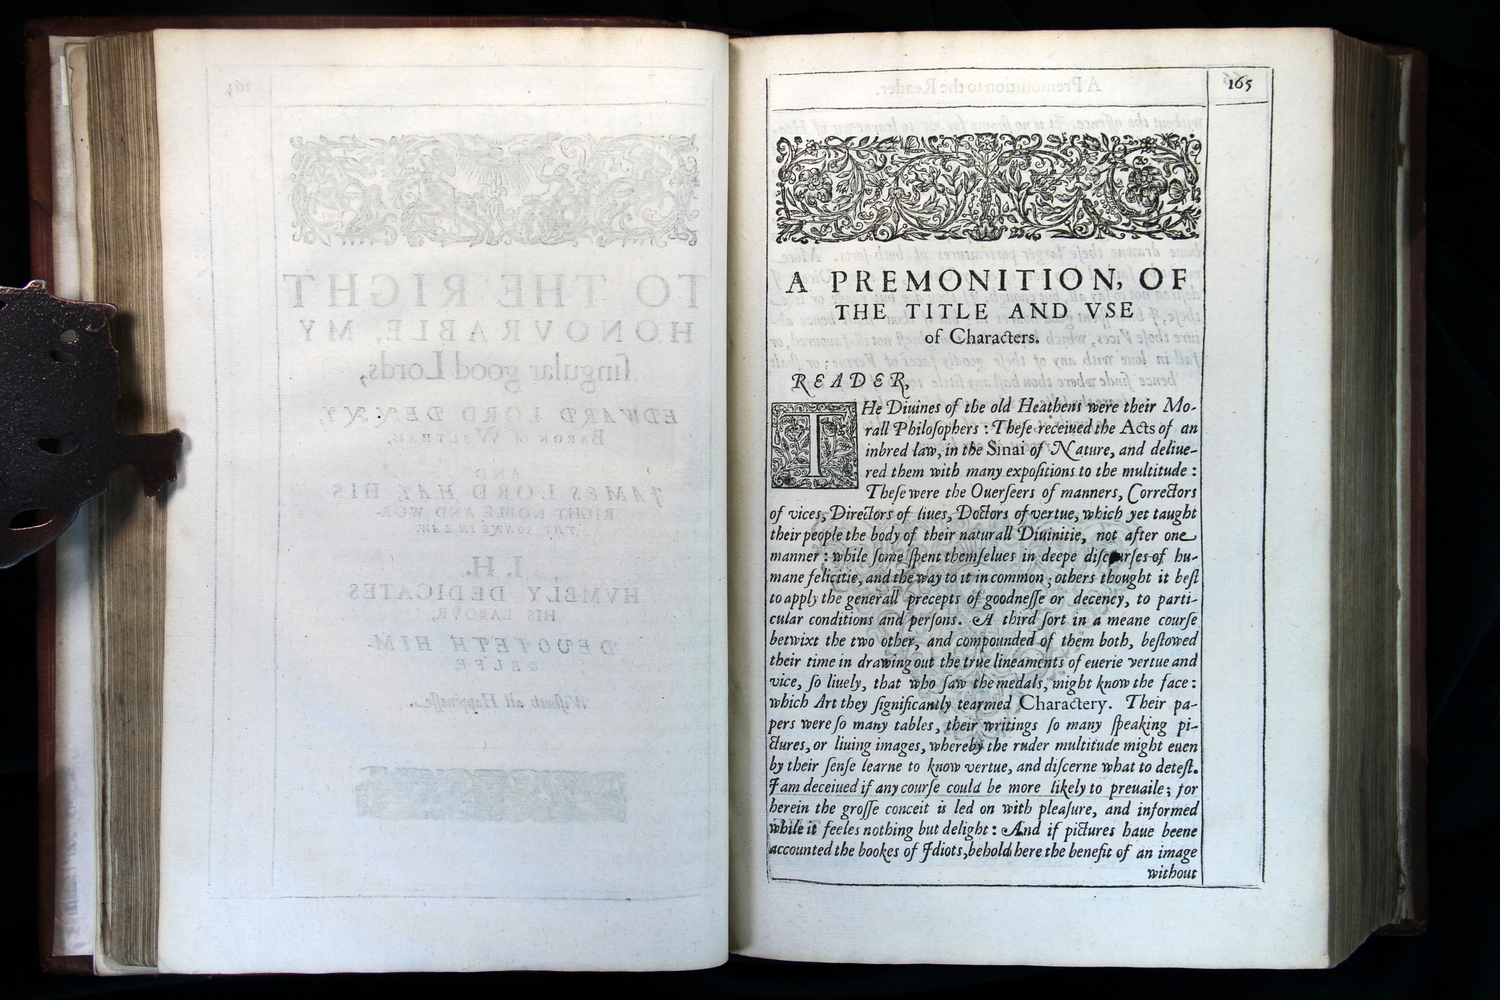 165
A PREMONITION, OF
THE TITLE AND VSE
of Characters.
READER,
THe Diuines of the old Heathens were their Mo-
rall Philosophers : These receiued the Acts of an
inbred law, in the Sinai of Nature, and deliue-
red them with many expositions to the multitude :
These were the Ouerseers of manners, Correctors
of vices, Directors of liues, Doctors of vertue, which yet taught
their people the body of their naturall Diuinitie, not after one
manner : while some spent themselues in deepe discourses of hu-
mane felicitie, and the way to it in common ; others thought it best
to apply the generall precepts of goodnesse or decency, to parti-
cular conditions and persons. A third sort in a meane course
betwixt the two other, and compounded of them both, bestowed
their time in drawing out the true lineaments of euerie vertue and
vice, so liuely, that who saw the medals, might know the face :
which Art they significantly tearmed Charactery. Their pa-
pers were so many tables, their writings so many speaking pi-
ctures, or liuing images, whereby the ruder multitude might euen
by their sense learne to know vertue, and discerne what to detest.
I am deceiued if any course could be more likely to preuaile ; for
herein the grosse conceit is led on with pleasure, and informed
while it feeles nothing but delight : And if pictures haue beene
accounted the bookes of Idiots, behold here the benefit of an image
without